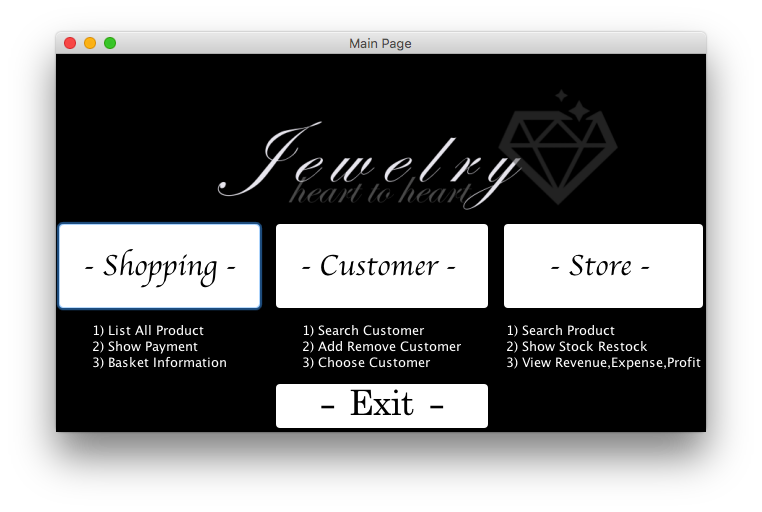 Main Page
Jewelry
heart to heart
- Shopping -
- Customer -
- Store -
1) List All Product
2) Show Payment
3) Basket Information
1) Search Customer
2) Add Remove Customer
3) Choose Customer
1) Search Product
2) Show Stock Restock
3) View Revenue,Expense,Profit
- Exit -